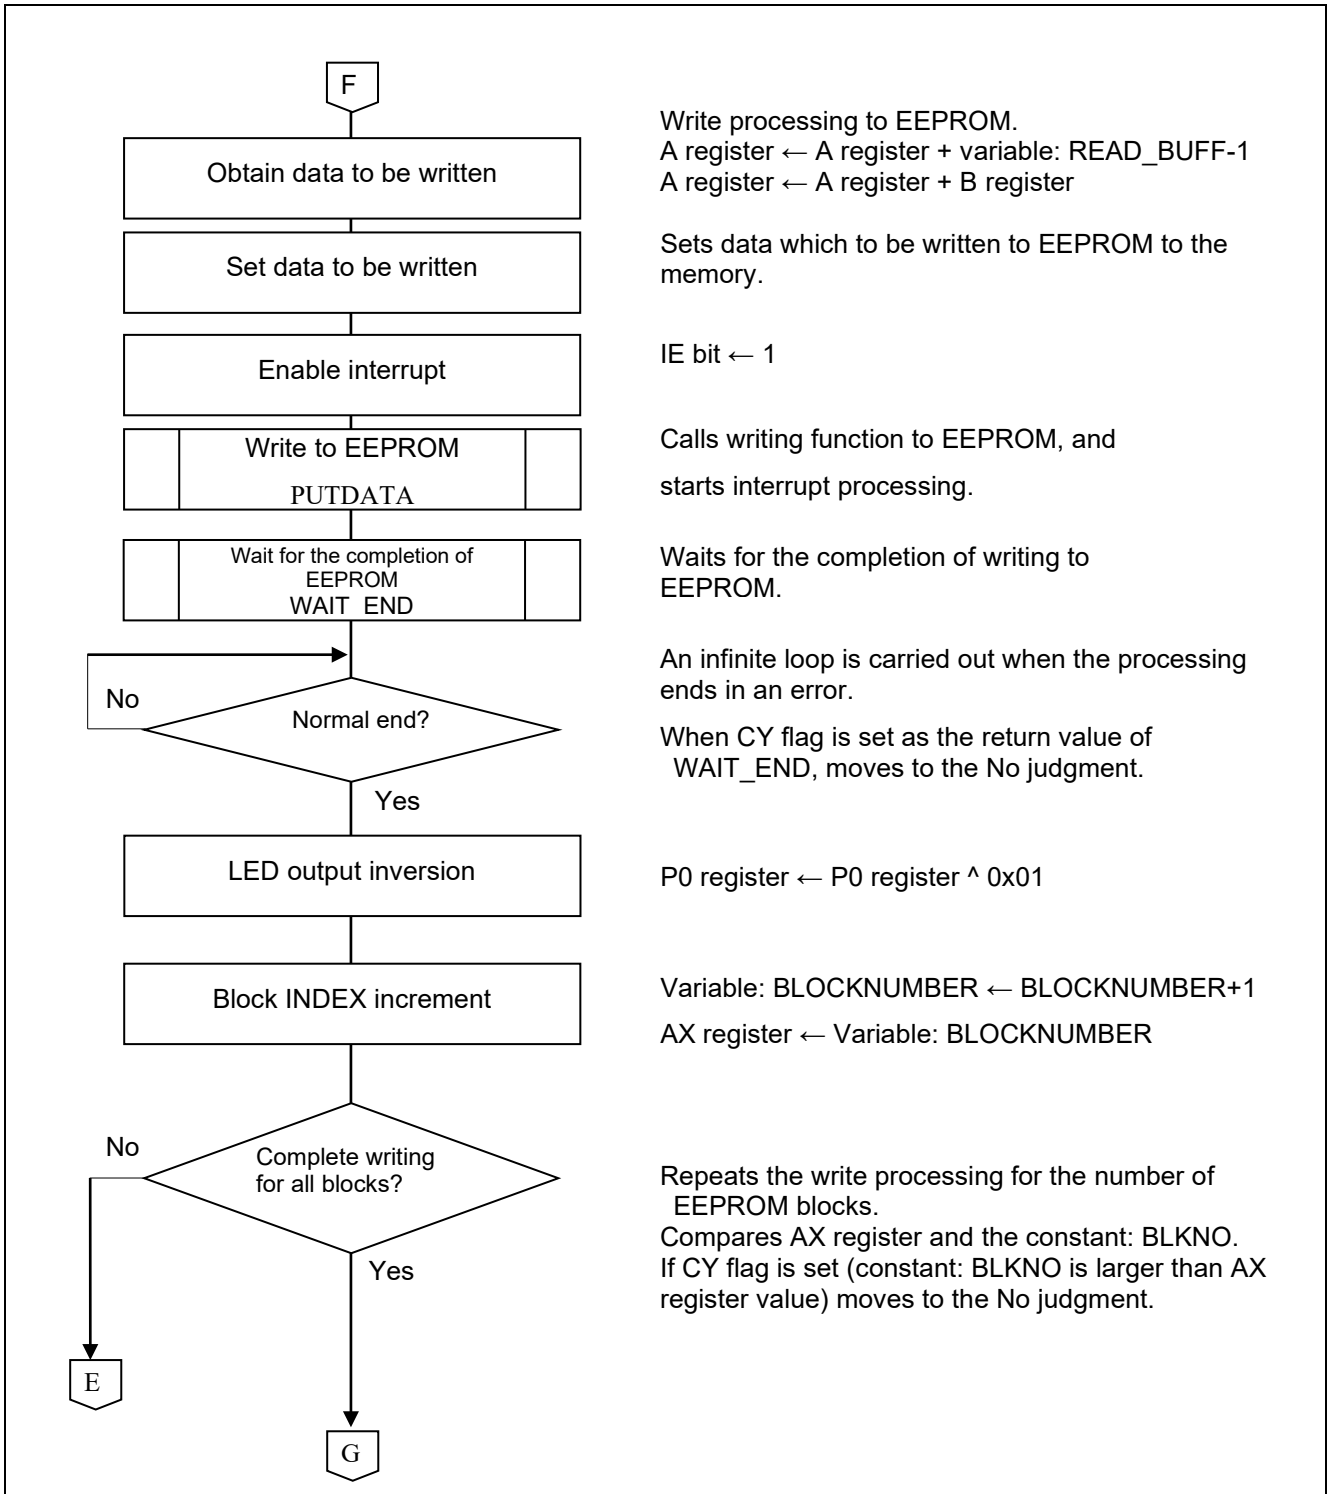 F
Obtain data to be written
Write processing to EEPROM.
A register ← A register + variable: READ_BUFF-1
A register ← A register + B register
Set data to be written
Sets data which to be written to EEPROM to the
memory.
Enable interrupt
IE bit ← 1
Write to EEPROM
PUTDATA
Calls writing function to EEPROM, and
starts interrupt processing.
Wait for the completion of
EEPROM
WAIT_END
Waits for the completion of writing to
EEPROM.
No
Normal end?
An infinite loop is carried out when the processing
ends in an error.
When CY flag is set as the return value of
WAIT_END, moves to the No judgment.
Yes
LED output inversion
P0 register ← P0 register ^ 0x01
Block INDEX increment
Variable: BLOCKNUMBER ← BLOCKNUMBER+1
AX register ← Variable: BLOCKNUMBER
No
Complete writing
for all blocks?
Repeats the write processing for the number of
EEPROM blocks.
Compares AX register and the constant: BLKNO.
If CY flag is set (constant: BLKNO is larger than AX
register value) moves to the No judgment.
Yes
E
G